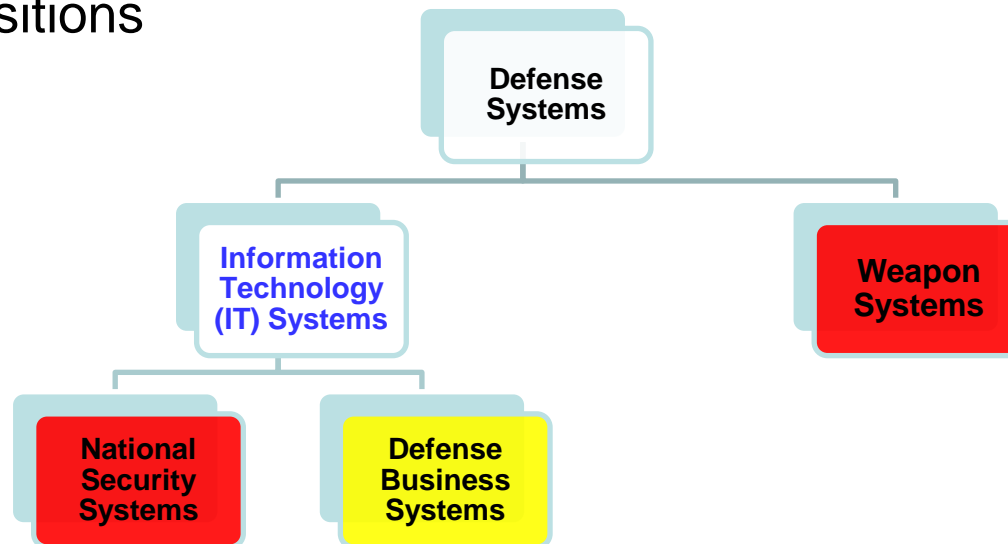 sitions
Defense
Systems
Information
Technology
(IT) Systems
Weapon
Systems
National
Security
Systems
Defense
Business
Systems